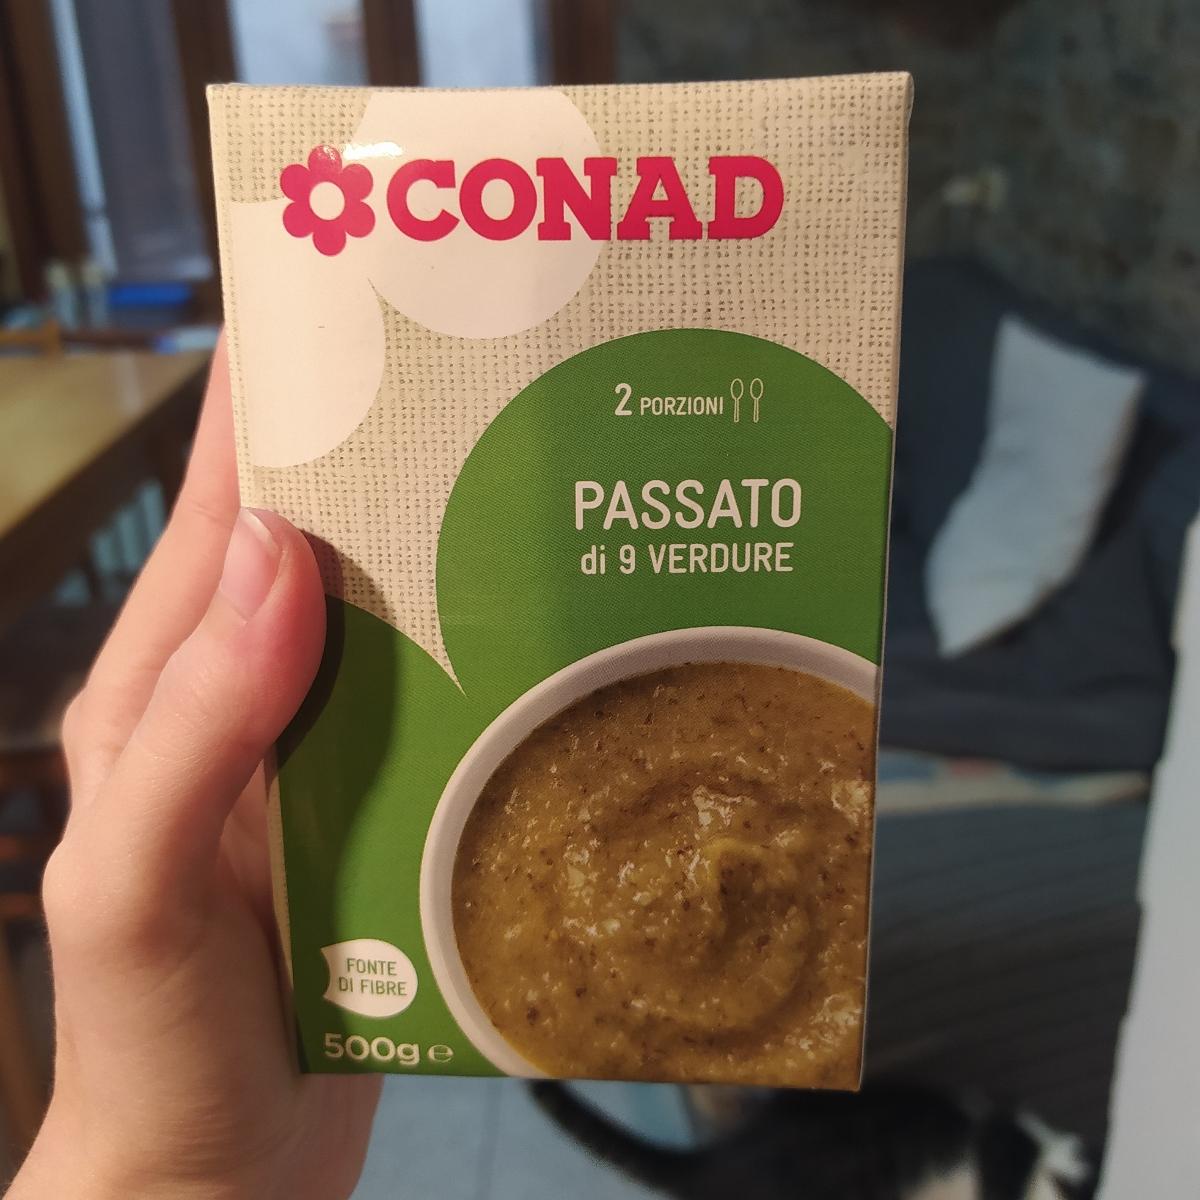 CONAD
2 PORZIONI
PASSATO
di 9 VERDURE
FONTE
DI FIBRE
500g ℮